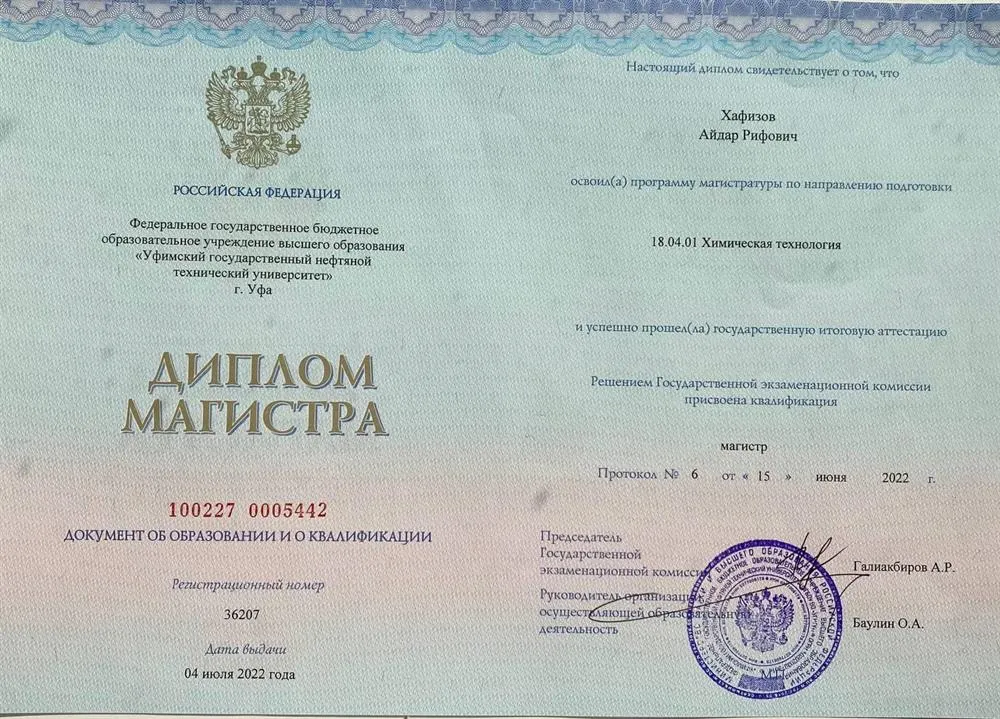 РОССИЙСКАЯ ФЕДЕРАЦИЯ
Федеральное государственное бюджетное
образовательное учреждение высшего образования
«Уфимский государственный нефтяной
технический университет»
г. Уфа
ДИПЛОМ
МАГИСТРА
100227 0005442
ДОКУМЕНТ ОБ ОБРАЗОВАНИИ И О КВАЛИФИКАЦИИ
Регистрационный номер
36207
Дата выдачи
04 июля 2022 года
Настоящий диплом свидетельствует о том, что
Хафизов
Айдар Рифович
освоил(а) программу магистратуры по направлению подготовки
18.04.01 Химическая технология
и успешно прошел(ла) государственную итоговую аттестацию
Решением Государственной экзаменационной комиссии
присвоена квалификация
магистр
Протокол № 6 от « 15 » июня 2022 г.
Председатель
Государственной
экзаменационной комиссии
Галиакбиров А.Р.
Руководитель организации,
осуществляющей образовательную
деятельность
Баулин О.А.
М.П.